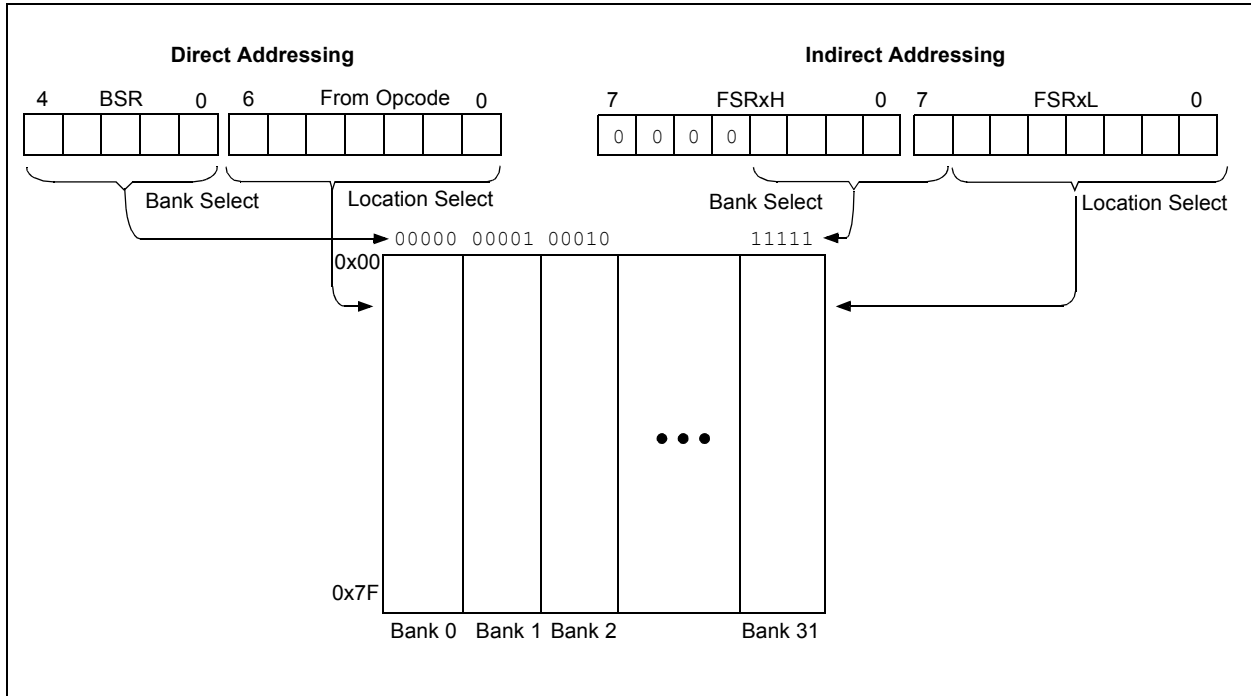 Direct Addressing
Indirect Addressing
4 BSR 0 6 From Opcode 0
7 FSRxH 0 7 FSRxL 0
0 0 0 0
Bank Select
Location Select
Bank Select
Location Select
00000 00001 00010 11111
0x00
0x7F
Bank 0 Bank 1 Bank 2 Bank 31